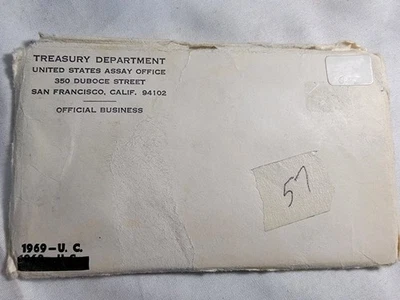 TREASURY DEPARTMENT
UNITED STATES ASSAY OFFICE
350 DUBOCE STREET
SAN FRANCISCO, CALIF. 94102
OFFICIAL BUSINESS
57
1969-U. C.